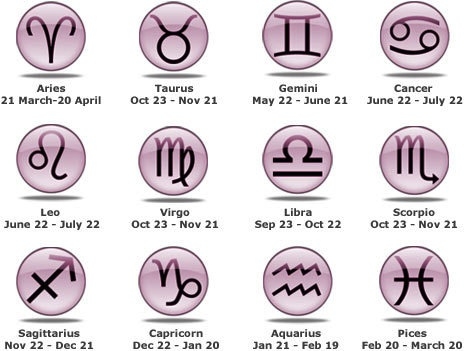 Aries
21 March-20 April
Taurus
Oct 23 - Nov 21
Gemini
May 22 - June 21
Cancer
June 22 - July 22
Leo
June 22 - July 22
Virgo
Oct 23 - Nov 21
Libra
Sep 23 - Oct 22
Scorpio
Oct 23 - Nov 21
Sagittarius
Nov 22 - Dec 21
Capricorn
Dec 22 - Jan 20
Aquarius
Jan 21 - Feb 19
Pices
Feb 20 - March 20